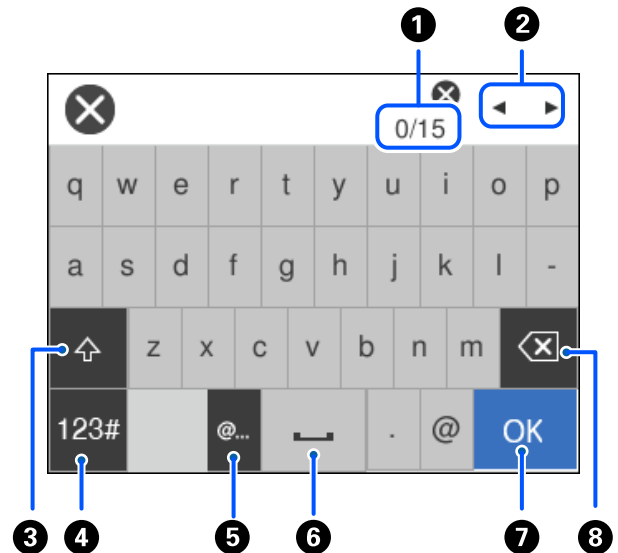 1 2
0/15
q w e r t y u i o p
a s d f g h j k l -
z x c v b n m
123# @... . @ OK
3 4 5 6 7 8